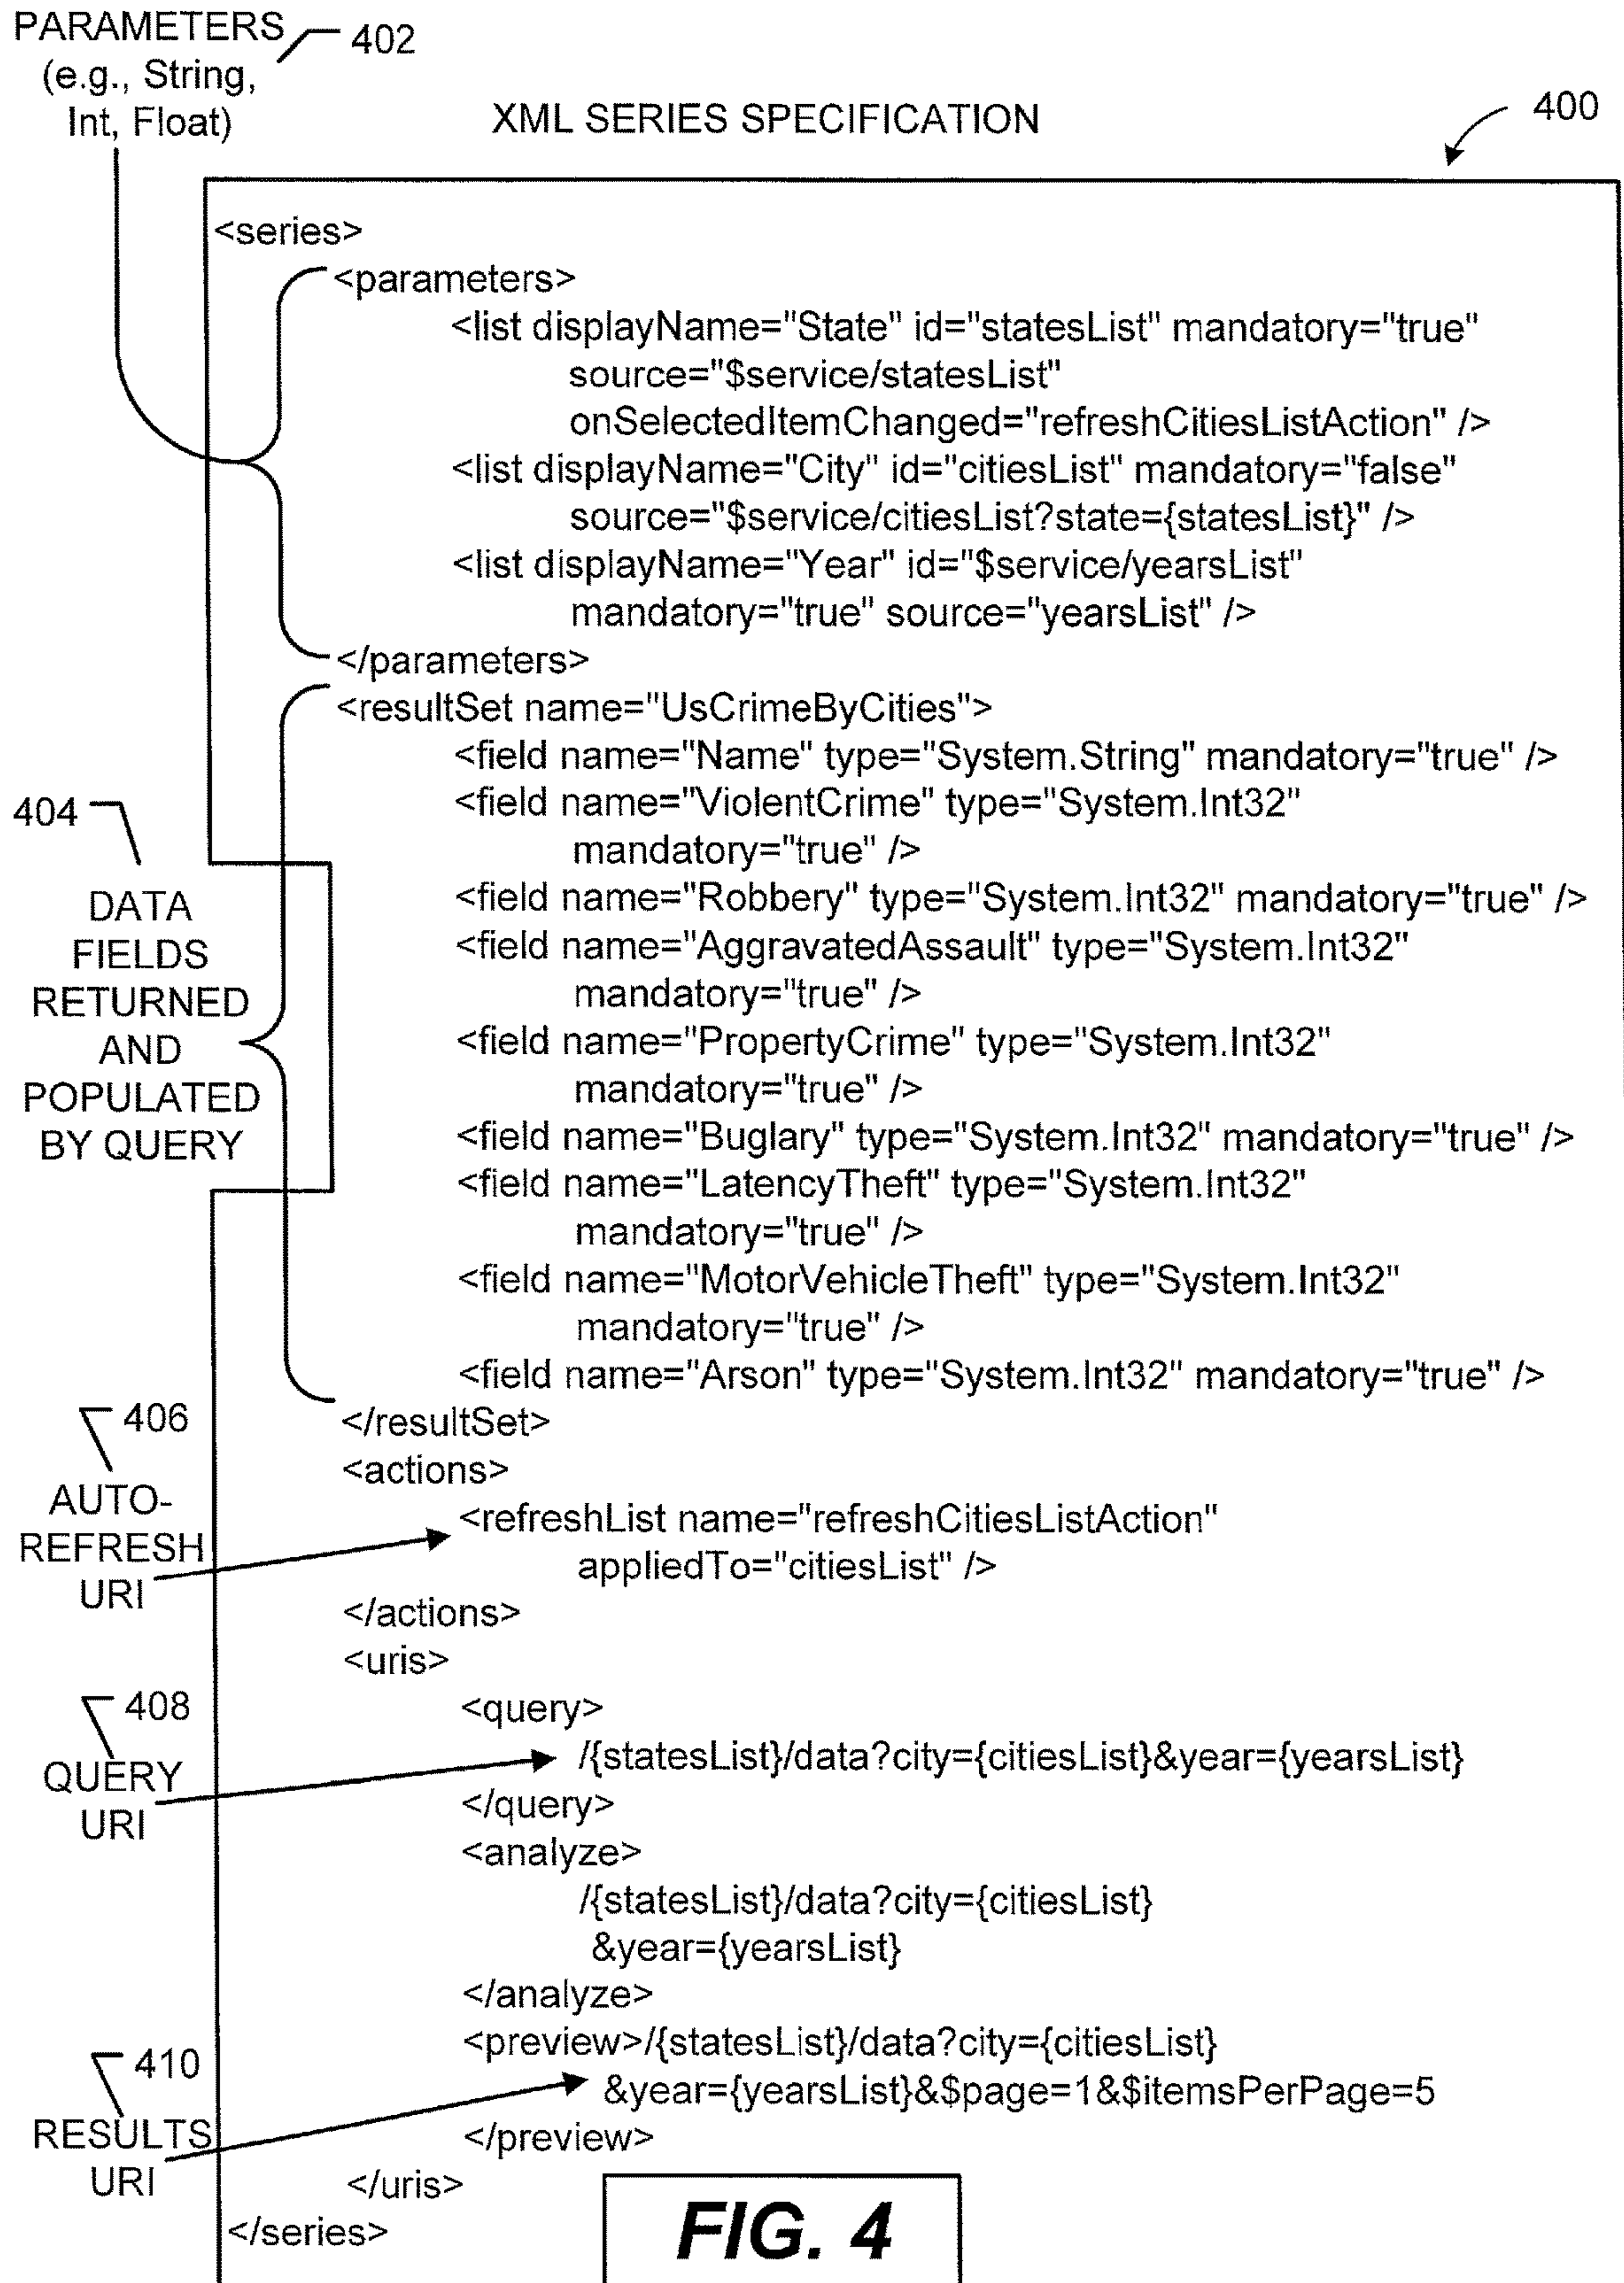 PARAMETERS
(e.g., String,
Int, Float)
402
XML SERIES SPECIFICATION
400
<series>
<parameters>
<list displayName="State" id="statesList" mandatory="true"
source="$service/statesList"
onSelectedItemChanged="refreshCitiesListAction" />
<list displayName="City" id="citiesList" mandatory="false"
source="$service/citiesList?state={statesList}" />
<list displayName="Year" id="$service/yearsList"
mandatory="true" source="yearsList" />
</parameters>
<resultSet name="UsCrimeByCities">
<field name="Name" type="System.String" mandatory="true" />
<field name="ViolentCrime" type="System.Int32"
mandatory="true" />
<field name="Robbery" type="System.Int32" mandatory="true" />
<field name="AggravatedAssault" type="System.Int32"
mandatory="true" />
<field name="PropertyCrime" type="System.Int32"
mandatory="true" />
<field name="Buglary" type="System.Int32" mandatory="true" />
<field name="LatencyTheft" type="System.Int32"
mandatory="true" />
<field name="MotorVehicleTheft" type="System.Int32"
mandatory="true" />
<field name="Arson" type="System.Int32" mandatory="true" />
</resultSet>
404
DATA
FIELDS
RETURNED
AND
POPULATED
BY QUERY
<actions>
<refreshList name="refreshCitiesListAction"
appliedTo="citiesList" />
</actions>
406
AUTO-
REFRESH
URI
<uris>
<query>
/{statesList}/data?city={citiesList}&year={yearsList}
</query>
408
QUERY
URI
<analyze>
/{statesList}/data?city={citiesList}
&year={yearsList}
</analyze>
<preview>/{statesList}/data?city={citiesList}
&year={yearsList}&$page=1&$itemsPerPage=5
</preview>
410
RESULTS
URI
</uris>
</series>
FIG. 4